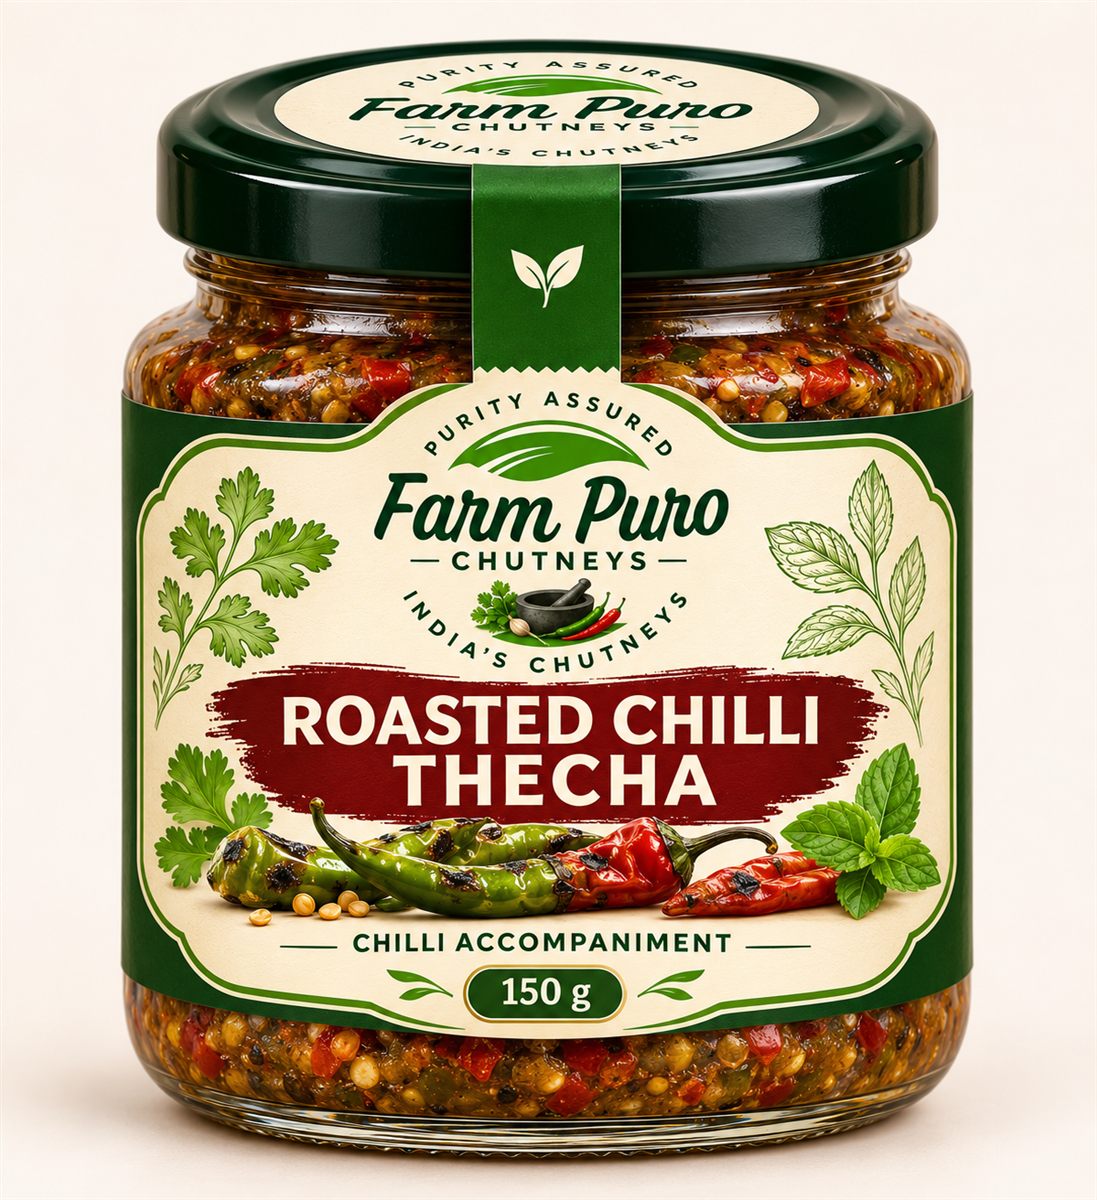 PURITY ASSURED
Farm Puro
CHUTNEYS
INDIA'S CHUTNEYS
PURITY ASSURED
Farm Puro
CHUTNEYS
INDIA'S CHUTNEYS
ROASTED CHILLI
THECHA
CHILLI ACCOMPANIMENT
150 g